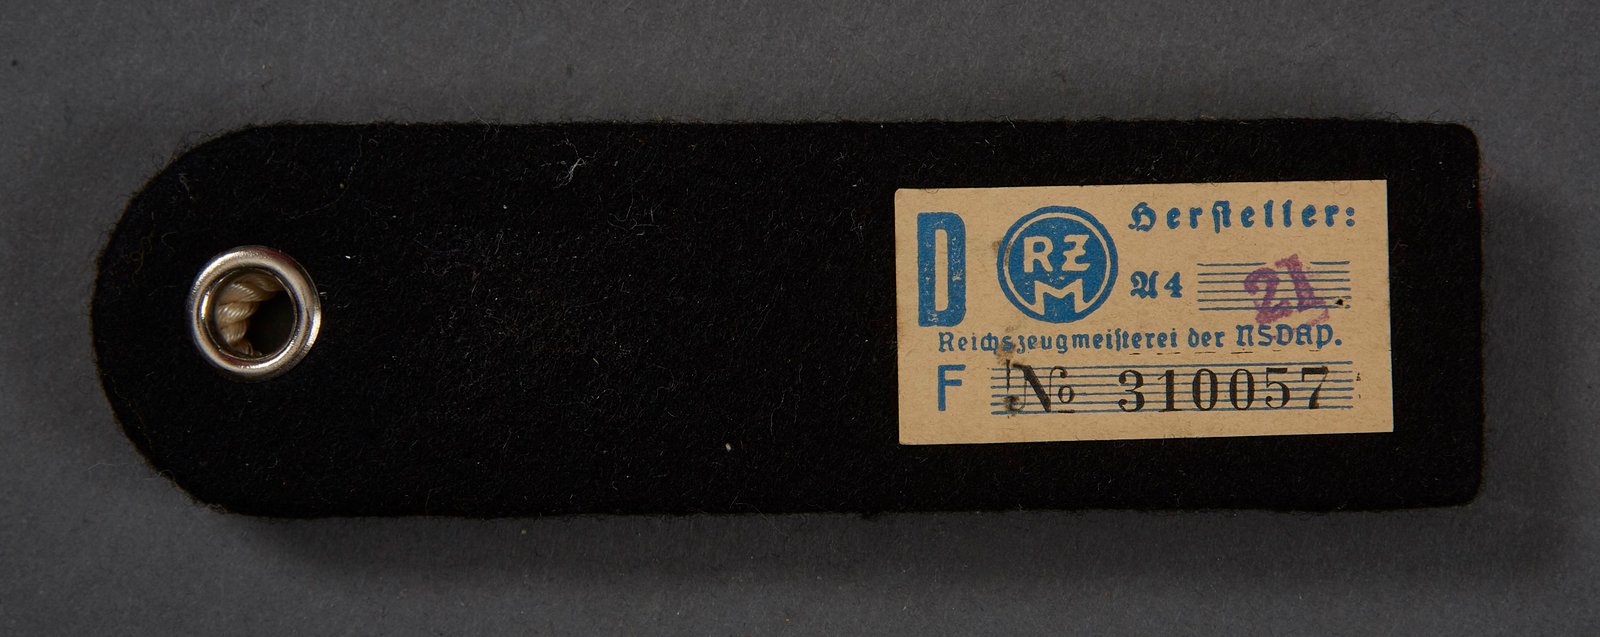 D RZM Hersteller:
A4 21
Reichszeugmeisterei der NSDAP.
F № 310057